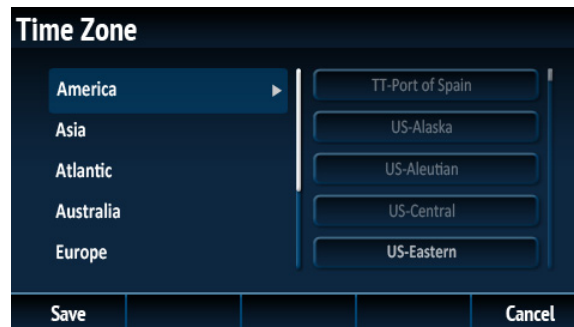 Time Zone
America
Asia
Atlantic
Australia
Europe
TT-Port of Spain
US-Alaska
US-Aleutian
US-Central
US-Eastern
Save
Cancel